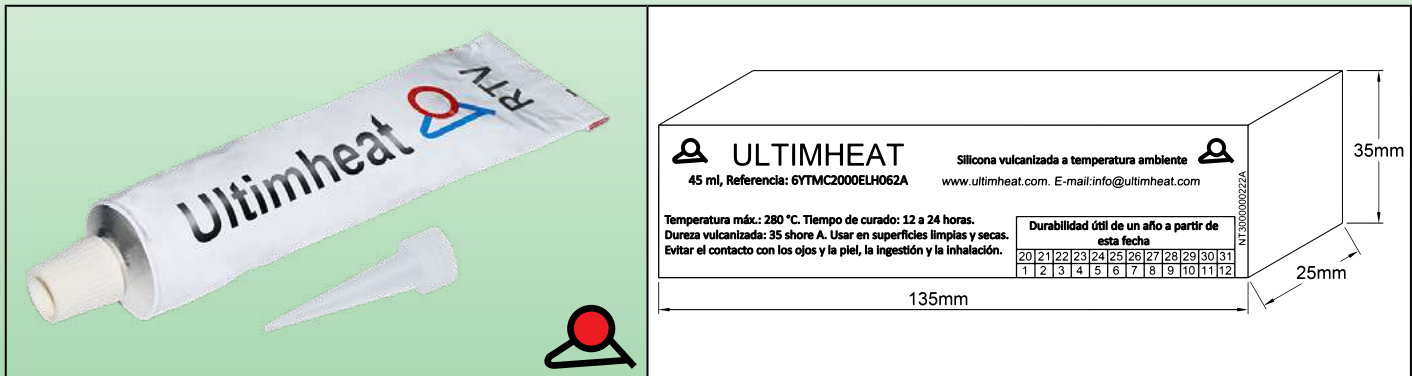 Ultimheat
RTV
ULTIMHEAT
45 ml, Referencia: 6YTMC2000ELH062A
Silicona vulcanizada a temperatura ambiente
www.ultimheat.com. E-mail:info@ultimheat.com
Temperatura máx.: 280 °C. Tiempo de curado: 12 a 24 horas.
Dureza vulcanizada: 35 shore A. Usar en superficies limpias y secas.
Evitar el contacto con los ojos y la piel, la ingestión y la inhalación.
Durabilidad útil de un año a partir de
esta fecha
20 21 22 23 24 25 26 27 28 29 30 31
1 2 3 4 5 6 7 8 9 10 11 12
NT3000000222A
35mm
25mm
135mm